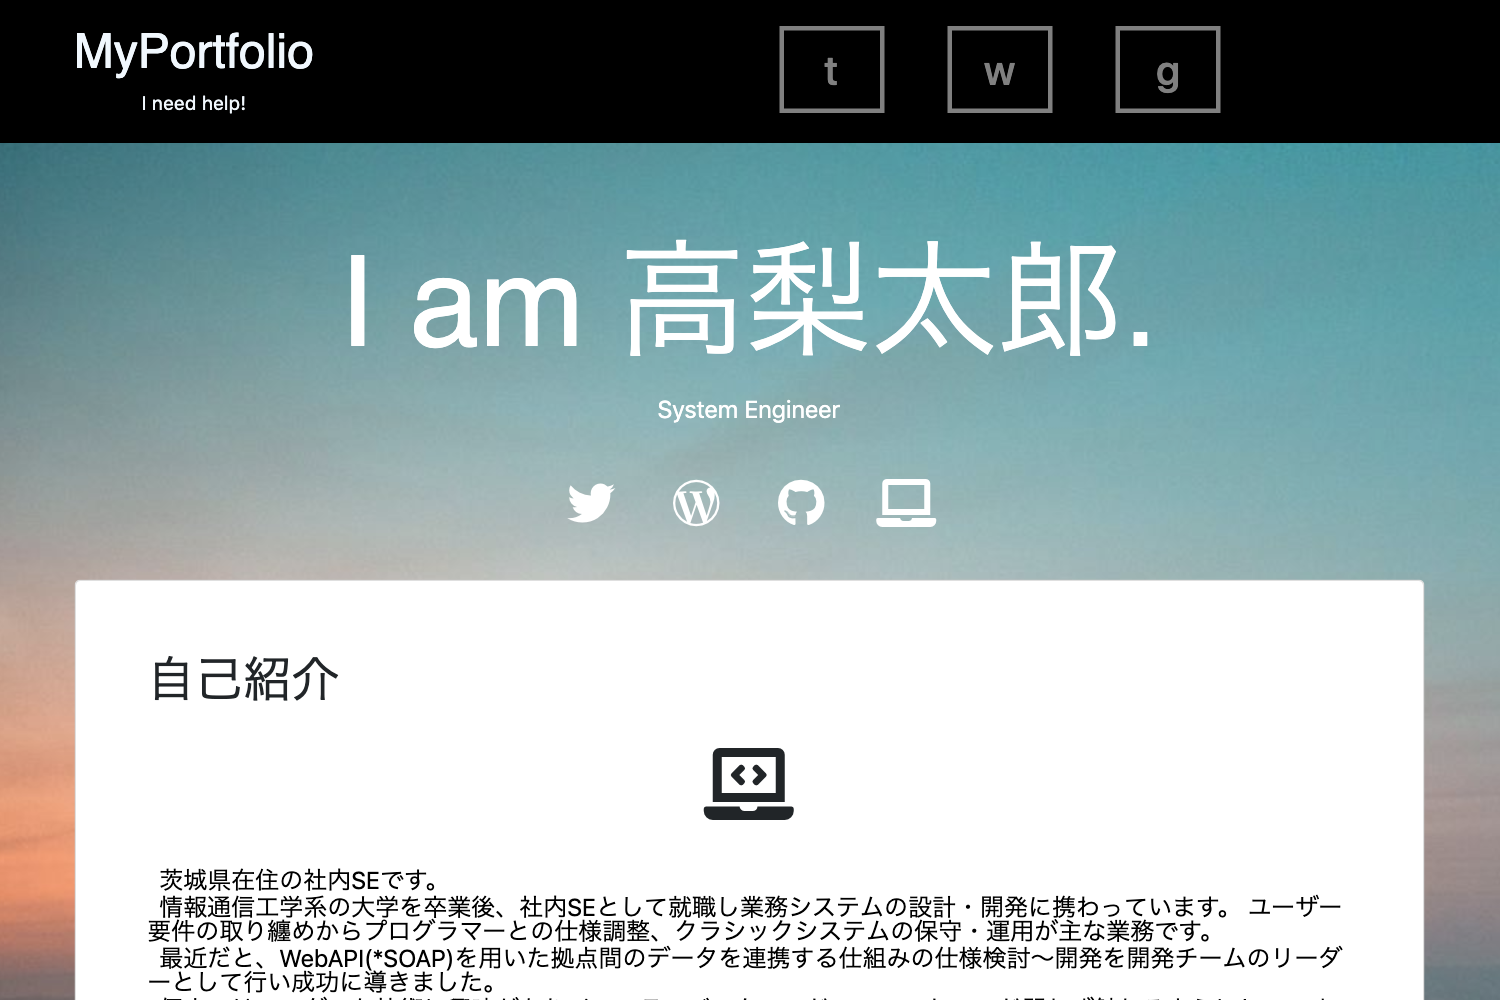 MyPortfolio
I need help!
t
w
g
I am 高梨太郎.
System Engineer
自己紹介
茨城県在住の社内SEです。
情報通信工学系の大学を卒業後、社内SEとして就職し業務システムの設計・開発に携わっています。 ユーザー
要件の取り纏めからプログラマーとの仕様調整、クラシックシステムの保守・運用が主な業務です。
最近だと、WebAPI(*SOAP)を用いた拠点間のデータを連携する仕組みの仕様検討〜開発を開発チームのリーダ
ーとして行い成功に導きました。